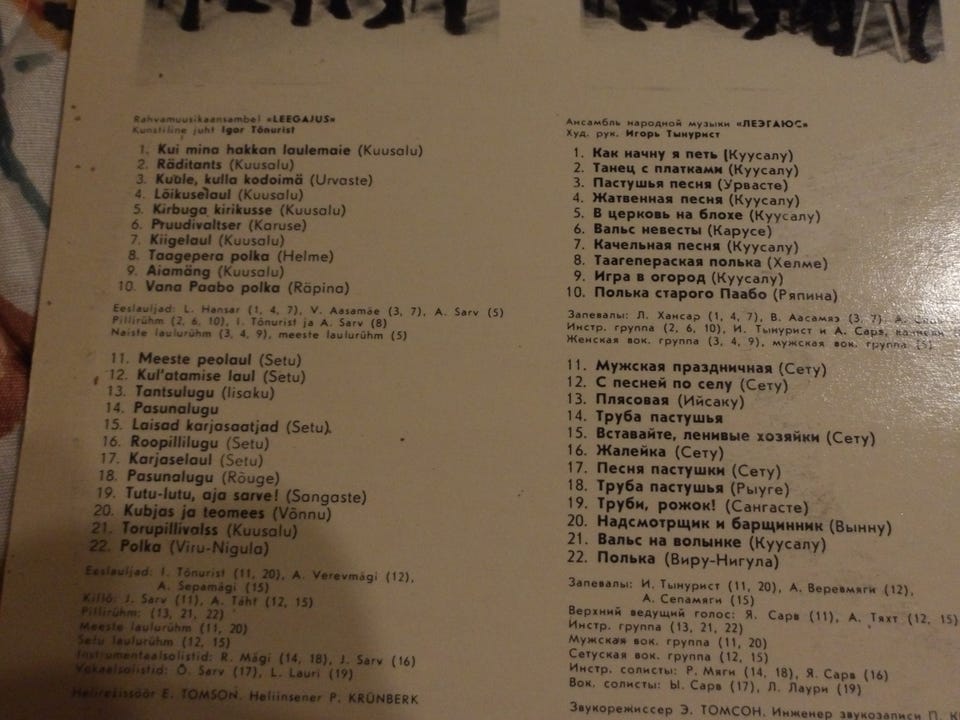 Rahvamuusikaansambel «LEEGAJUS»
Kunstiline juht Igor Tõnurist
1. Kui mina hakkan laulemaie (Kuusalu)
2. Räditants (Kuusalu)
3. Kuule, kulla kodoimä (Urvaste)
4. Lõikuselaul (Kuusalu)
5. Kirbuga kirikusse (Kuusalu)
6. Pruudivaltser (Karuse)
7. Kiigelaul (Kuusalu)
8. Taagepera polka (Helme)
9. Aiamäng (Kuusalu)
10. Vana Paabo polka (Räpina)
Eeslauljad: L. Hansar (1, 4, 7), V. Aasamäe (3, 7), A. Sarv (5)
Pillirühm (2, 6, 10), I. Tõnurist ja A. Sarv (8)
Naiste laulurühm (3, 4, 9), meeste laulurühm (5)
11. Meeste peolaul (Setu)
12. Kul'atamise laul (Setu)
13. Tantsulugu (Iisaku)
14. Pasunalugu
15. Laisad karjasaatjad (Setu)
16. Roopillilugu (Setu)
17. Karjaselaul (Setu)
18. Pasunalugu (Rõuge)
19. Tutu-lutu, aja sarve! (Sangaste)
20. Kubjas ja teomees (Võnnu)
21. Torupillivalss (Kuusalu)
22. Polka (Viru-Nigula)
Eeslauljad: I. Tõnurist (11, 20), A. Verevmägi (12),
A. Sepamägi (15)
Killõ: J. Sarv (11), A. Täht (12, 15)
Pillirühm: (13, 21, 22)
Meeste laulurühm (11, 20)
Setu laulurühm (12, 15)
Instrumentaalsolistid: R. Mägi (14, 18), J. Sarv (16)
Vokaalsolistid: Õ. Sarv (17), L. Lauri (19)
Helirežissöör E. TOMSON. Heliinsener P. KRÜNBERK
Ансамбль народной музыки «ЛЕЭГАЮС»
Худ. рук. Игорь Тынурист
1. Как начну я петь (Куусалу)
2. Танец с платками (Куусалу)
3. Пастушья песня (Урвасте)
4. Жатвенная песня (Куусалу)
5. В церковь на блохе (Куусалу)
6. Вальс невесты (Карусе)
7. Качельная песня (Куусалу)
8. Таагепераская полька (Хелме)
9. Игра в огород (Куусалу)
10. Полька старого Паабо (Ряпина)
Запевалы: Л. Хансар (1, 4, 7), В. Аасамяэ (3, 7), А.
Инстр. группа (2, 6, 10), И. Тынурист и А. Сарв,
Женская вок. группа (3, 4, 9), мужская вок. группа (5)
11. Мужская праздничная (Сету)
12. С песней по селу (Сету)
13. Плясовая (Ийсаку)
14. Труба пастушья
15. Вставайте, ленивые хозяйки (Сету)
16. Жалейка (Сету)
17. Песня пастушки (Сету)
18. Труба пастушья (Рыуге)
19. Труби, рожок! (Сангасте)
20. Надсмотрщик и барщинник (Вынну)
21. Вальс на волынке (Куусалу)
22. Полька (Виру-Нигула)
Запевалы: И. Тынурист (11, 20), А. Веревмяги (12),
А. Сепамяги (15)
Верхний ведущий голос: Я. Сарв (11), А. Тяхт (12, 15)
Инстр. группа (13, 21, 22)
Мужская вок. группа (11, 20)
Сетуская вок. группа (12, 15)
Инстр. солисты: Р. Мяги (14, 18), Я. Сарв (16)
Вок. солисты: Ы. Сарв (17), Л. Лаури (19)
Звукорежиссер Э. ТОМСОН. Инженер звукозаписи П. К